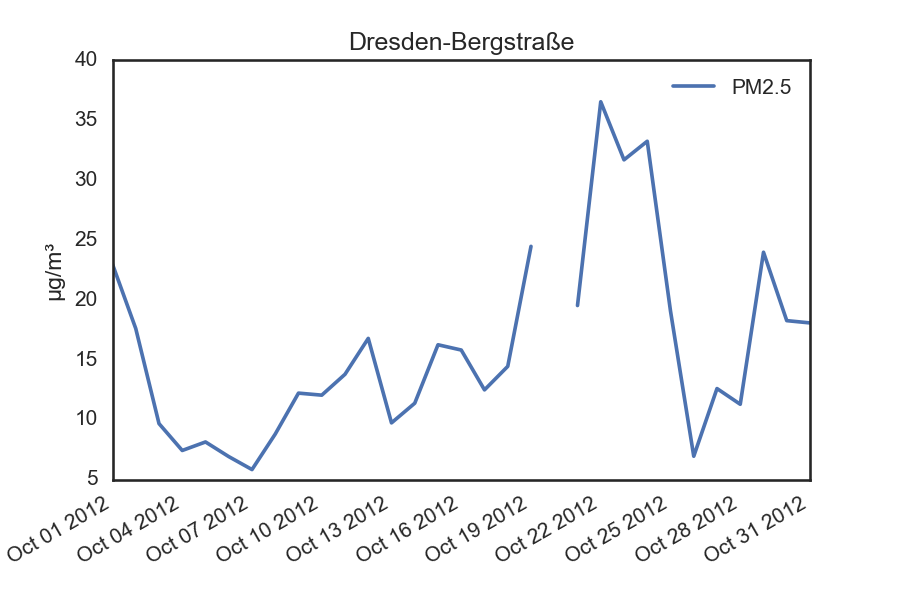 Dresden-Bergstraße
40
35
30
25
20
15
10
5
µg/m³
PM2.5
Oct 01 2012
Oct 04 2012
Oct 07 2012
Oct 10 2012
Oct 13 2012
Oct 16 2012
Oct 19 2012
Oct 22 2012
Oct 25 2012
Oct 28 2012
Oct 31 2012